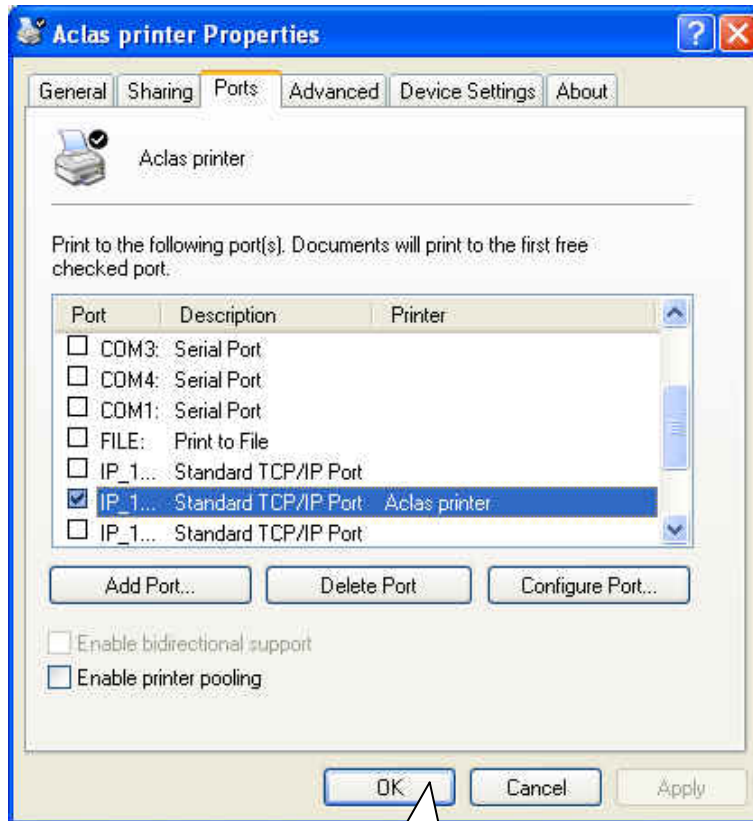 Aclas printer Properties
General Sharing Ports Advanced Device Settings About
Aclas printer
Print to the following port(s). Documents will print to the first free
checked port.
Port Description Printer
COM3: Serial Port
COM4: Serial Port
COM1: Serial Port
FILE: Print to File
IP_1... Standard TCP/IP Port
IP_1... Standard TCP/IP Port Aclas printer
IP_1... Standard TCP/IP Port
Add Port... Delete Port Configure Port...
Enable bidirectional support
Enable printer pooling
OK Cancel Apply